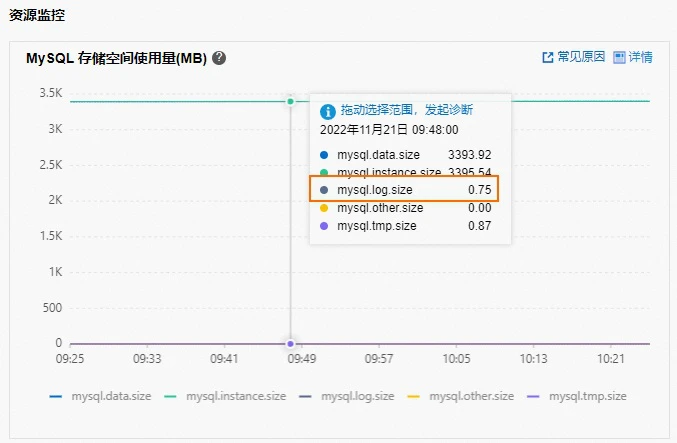 资源监控
MySQL 存储空间使用量(MB) ?
常见原因 详情
3.5K
3K
2.5K
2K
1.5K
1K
500
0
拖动选择范围，发起诊断
2022年11月21日 09:48:00
mysql.data.size 3393.92
mysql.instance.size 3395.54
mysql.log.size 0.75
mysql.other.size 0.00
mysql.tmp.size 0.87
09:25 09:33 09:41 09:49 09:57 10:05 10:13 10:21
mysql.data.size mysql.instance.size mysql.log.size mysql.other.size mysql.tmp.size